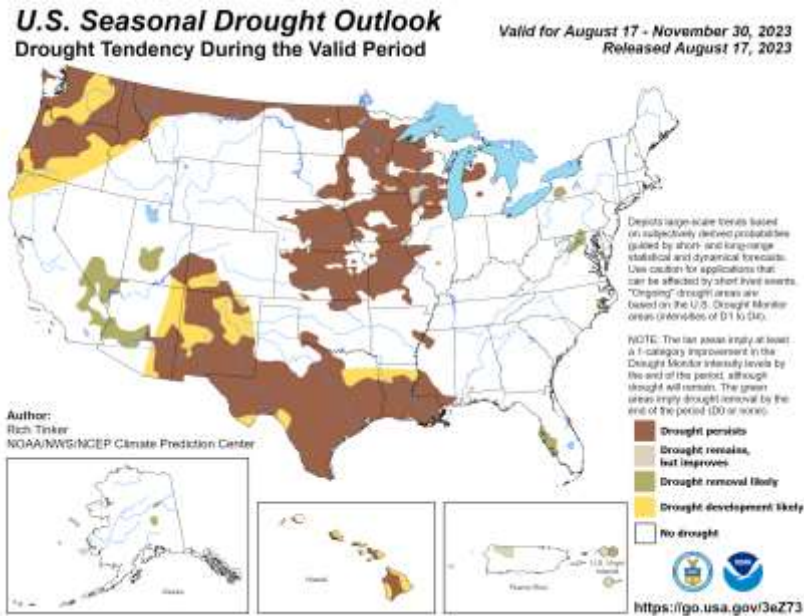 U.S. Seasonal Drought Outlook
Drought Tendency During the Valid Period
Valid for August 17 - November 30, 2023
Released August 17, 2023
Depicts large-scale trends based
on subjectively derived probabilities
guided by short- and long-range
statistical and dynamical forecasts.
Use caution for applications that
can be affected by short lived events.
"Ongoing" drought areas are
based on the U.S. Drought Monitor
areas (intensities of D1 to D4).
NOTE: The tan areas imply at least
a 1-category improvement in the
Drought Monitor intensity levels by
the end of the period, although
drought will remain. The green
areas imply drought removal by the
end of the period (D0 or none).
Author:
Rich Tinker
NOAA/NWS/NCEP Climate Prediction Center
Drought persists
Drought remains,
but improves
Drought removal likely
Drought development likely
No drought
Alaska
Hawaii
Puerto Rico
U.S. Virgin
Islands
https://go.usa.gov/3eZ73